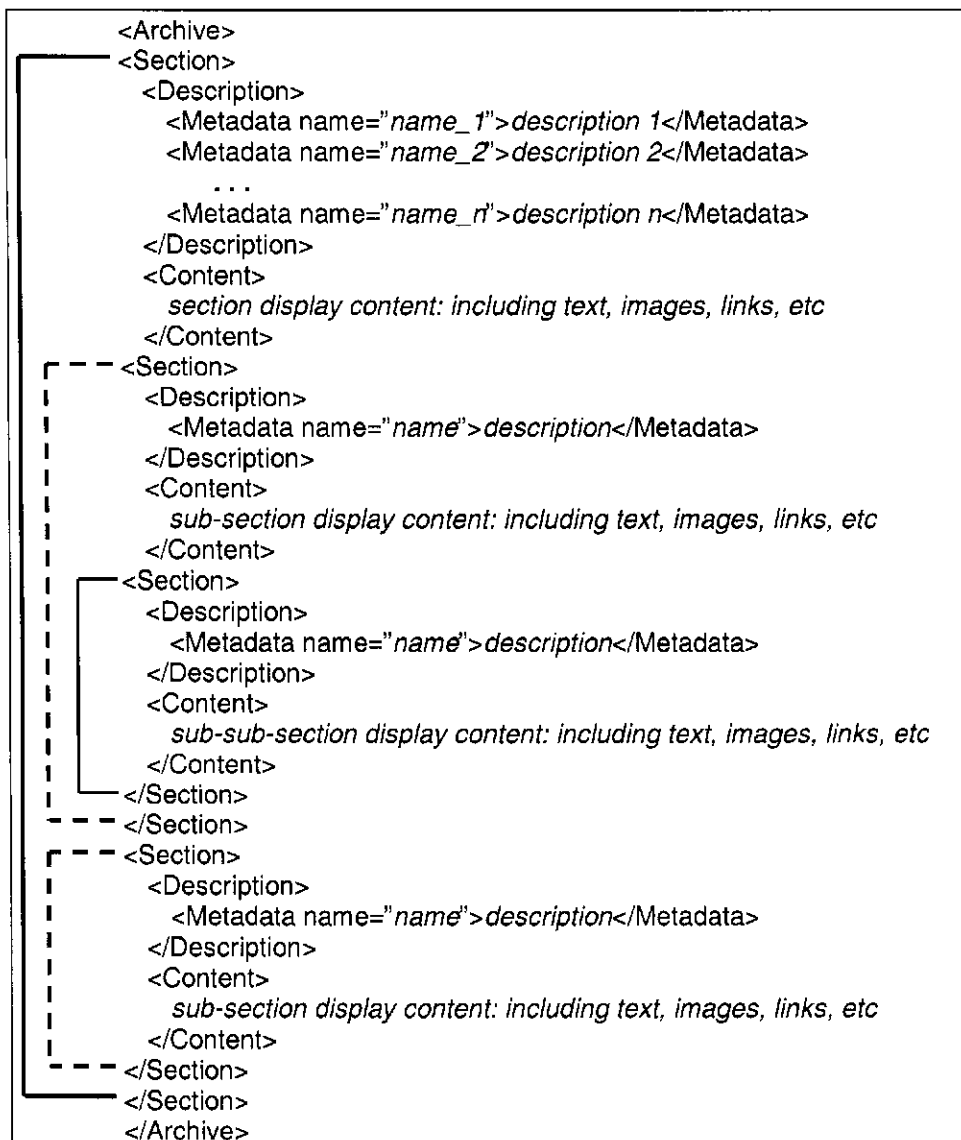 <Archive>
<Section>
<Description>
<Metadata name="name_1">description 1</Metadata>
<Metadata name="name_2">description 2</Metadata>
. . .
<Metadata name="name_n">description n</Metadata>
</Description>
<Content>
section display content: including text, images, links, etc
</Content>
<Section>
<Description>
<Metadata name="name">description</Metadata>
</Description>
<Content>
sub-section display content: including text, images, links, etc
</Content>
<Section>
<Description>
<Metadata name="name">description</Metadata>
</Description>
<Content>
sub-sub-section display content: including text, images, links, etc
</Content>
</Section>
</Section>
<Section>
<Description>
<Metadata name="name">description</Metadata>
</Description>
<Content>
sub-section display content: including text, images, links, etc
</Content>
</Section>
</Section>
</Archive>